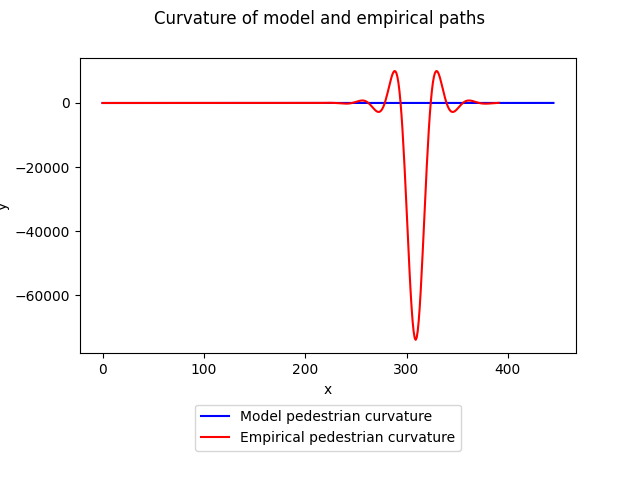 Curvature of model and empirical paths
0
−20000
−40000
−60000
y
0
100
200
300
400
x
Model pedestrian curvature
Empirical pedestrian curvature